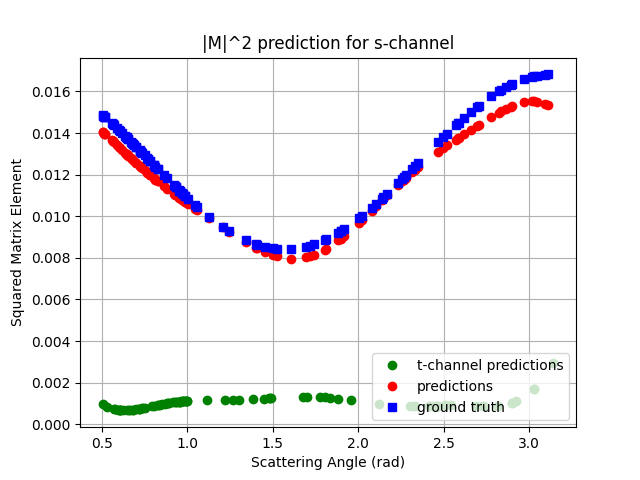 |M|^2 prediction for s-channel
Squared Matrix Element
0.016
0.014
0.012
0.010
0.008
0.006
0.004
0.002
0.000
t-channel predictions
predictions
ground truth
0.5 1.0 1.5 2.0 2.5 3.0
Scattering Angle (rad)